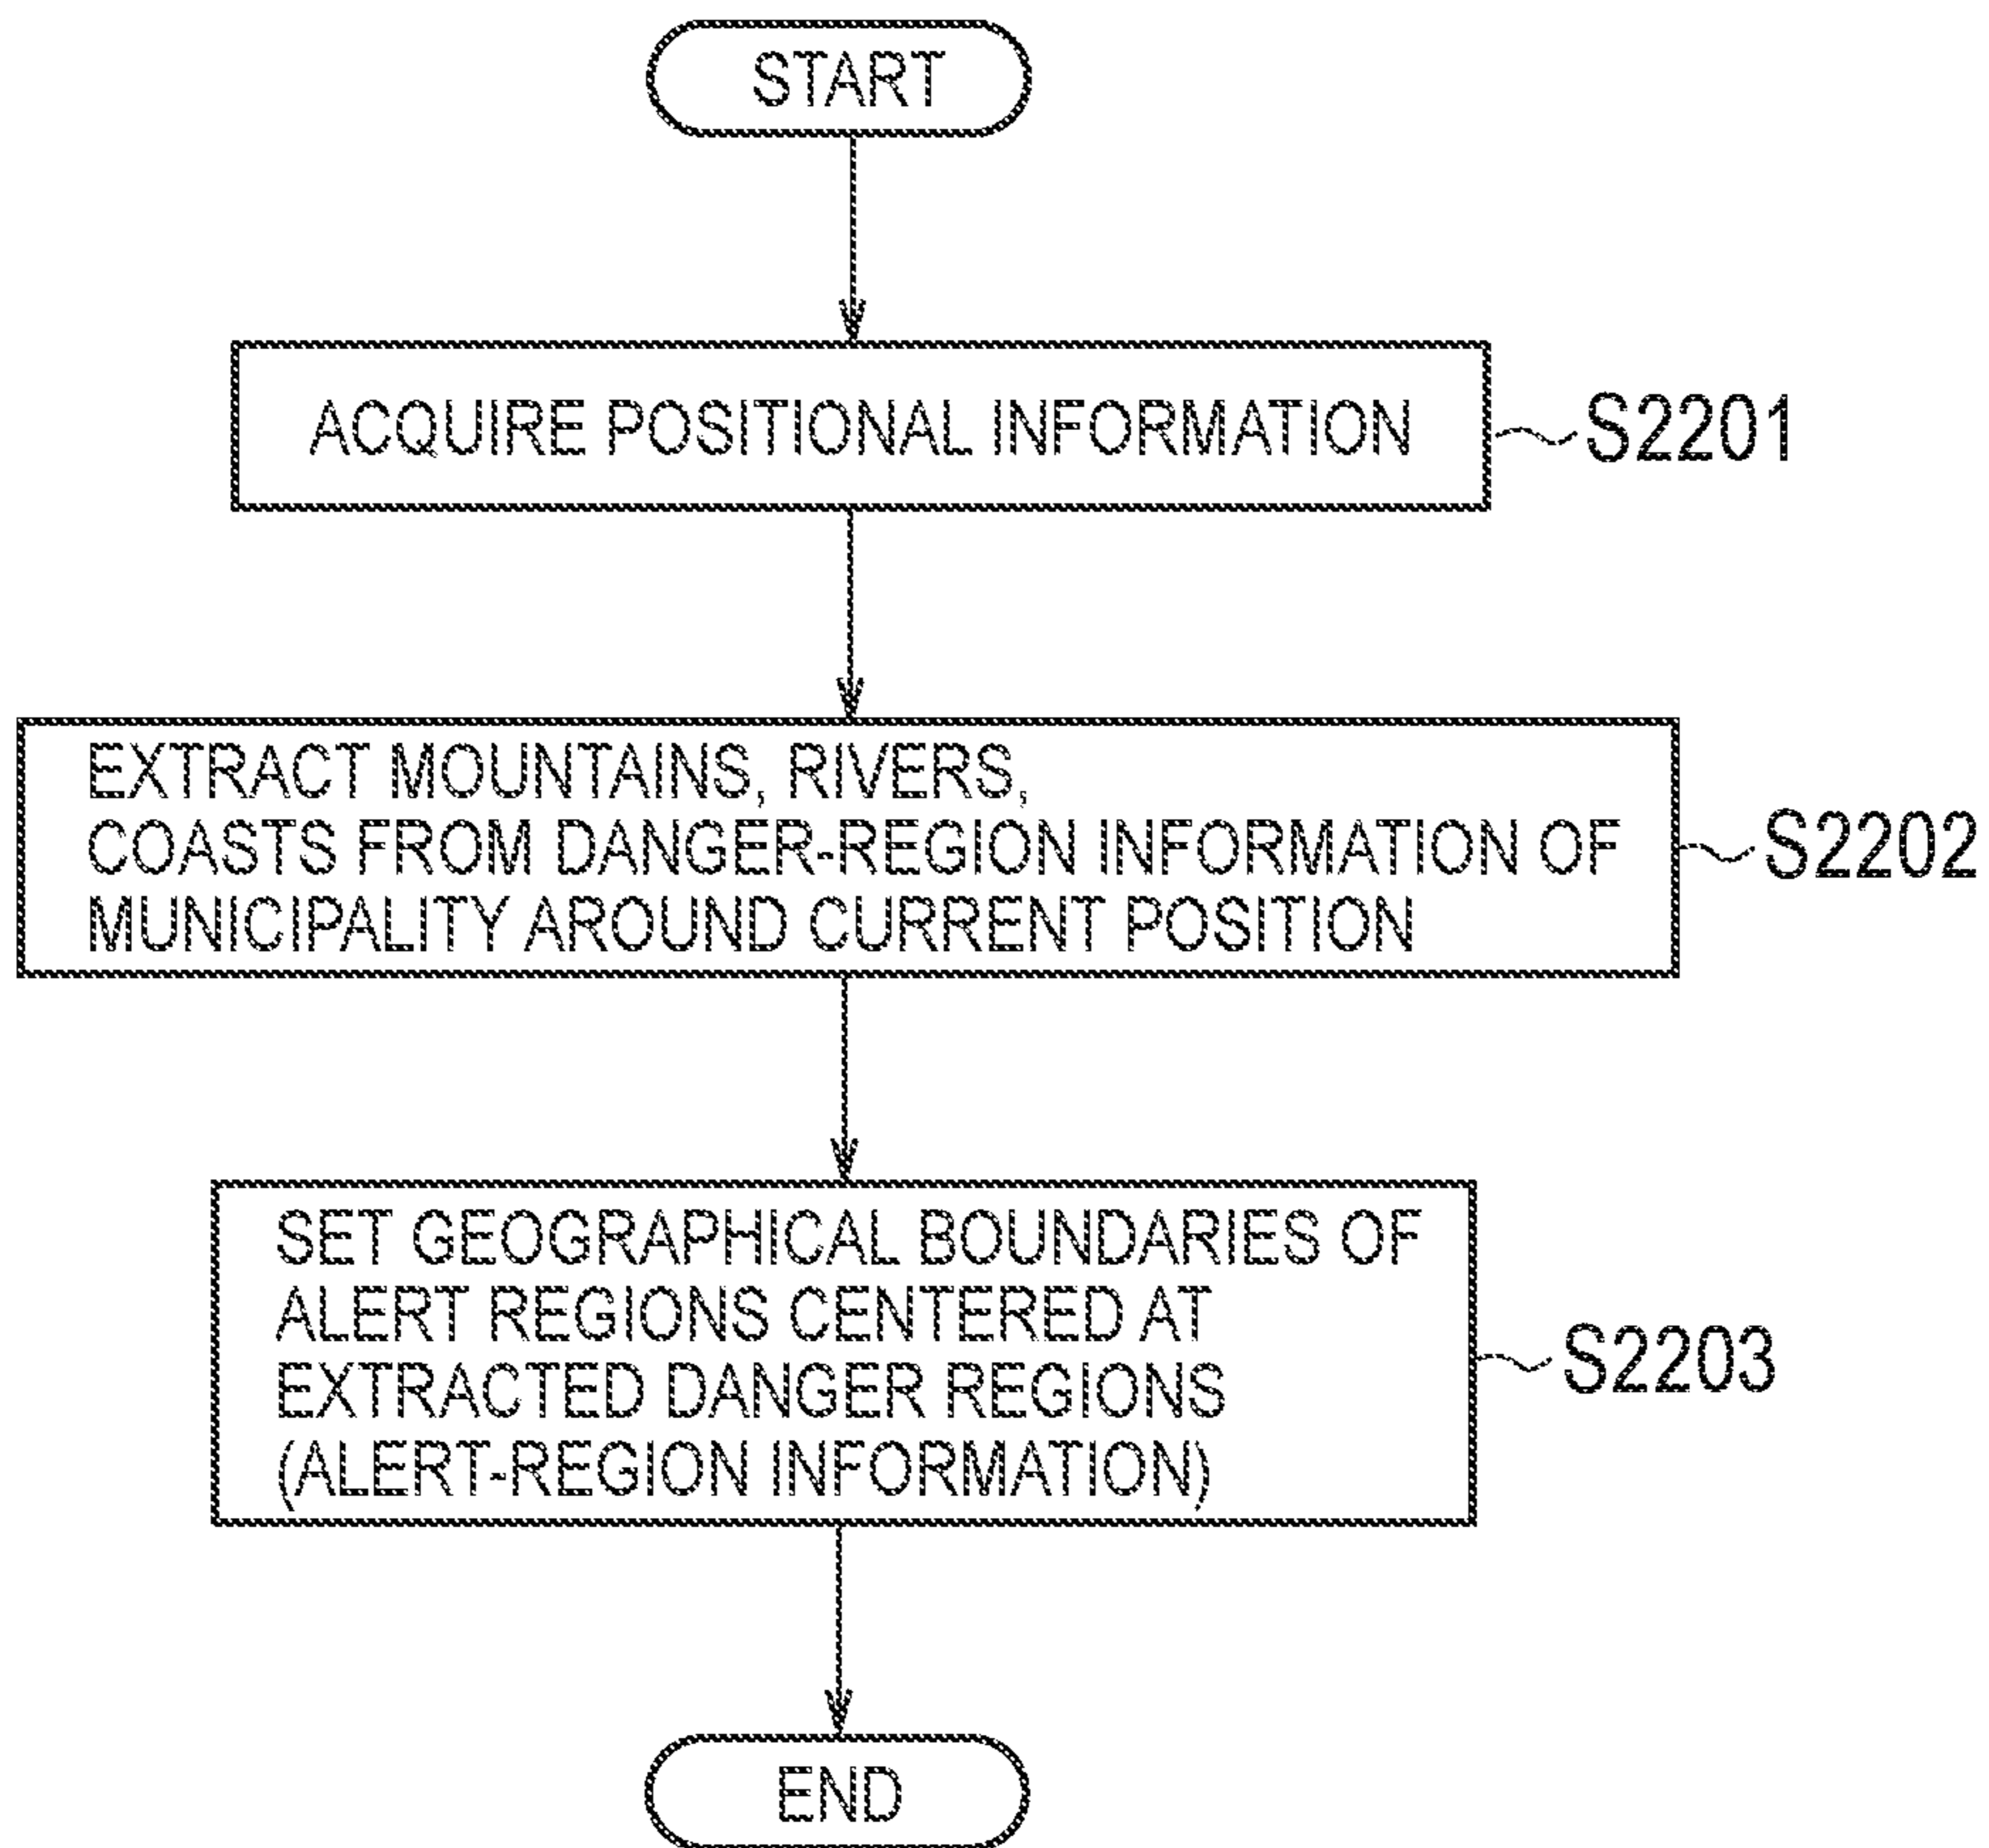 START
ACQUIRE POSITIONAL INFORMATION
S2201
EXTRACT MOUNTAINS, RIVERS,
COASTS FROM DANGER-REGION INFORMATION OF
MUNICIPALITY AROUND CURRENT POSITION
S2202
SET GEOGRAPHICAL BOUNDARIES OF
ALERT REGIONS CENTERED AT
EXTRACTED DANGER REGIONS
(ALERT-REGION INFORMATION)
S2203
END